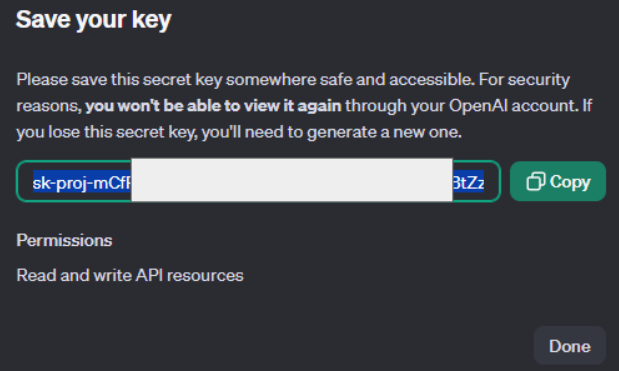 Save your key
Please save this secret key somewhere safe and accessible. For security
reasons, you won't be able to view it again through your OpenAI account. If
you lose this secret key, you'll need to generate a new one.
sk-proj-mCf
tZz
Copy
Permissions
Read and write API resources
Done